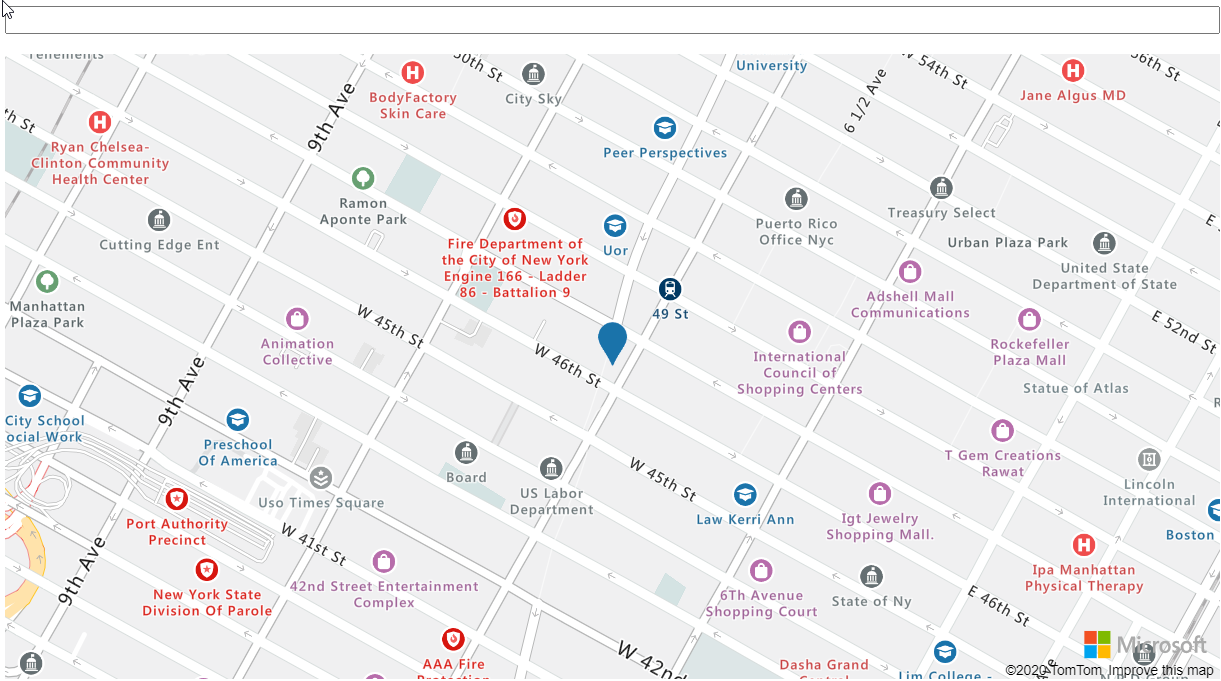 Tenements
50th St
W 54th St
56th St
University
City Sky
BodyFactory
Skin Care
Jane Algus MD
9th Ave
6 1/2 Ave
th St
Ryan Chelsea-
Clinton Community
Health Center
Peer Perspectives
Ramon
Aponte Park
Cutting Edge Ent
Fire Department of
the City of New York
Engine 166 - Ladder
86 - Battalion 9
Uor
Puerto Rico
Office Nyc
Treasury Select
Urban Plaza Park
United State
Department of State
Manhattan
Plaza Park
49 St
Adshell Mall
Communications
W 45th St
Animation
Collective
W 46th St
International
Council of
Shopping Centers
Rockefeller
Plaza Mall
E 52nd St
Statue of Atlas
9th Ave
City School
ocial Work
Preschool
Of America
Board
US Labor
Department
W 45th St
T Gem Creations
Rawat
Lincoln
International
Uso Times Square
Law Kerri Ann
Igt Jewelry
Shopping Mall.
Boston
Port Authority
Precinct
W 41st St
9th Ave
New York State
Division Of Parole
42nd Street Entertainment
Complex
6Th Avenue
Shopping Court
State of Ny
Ipa Manhattan
Physical Therapy
E 46th St
W 42nd
AAA Fire
Protection
Dasha Grand
Central
Lim College -
Ave
Microsoft
©2020 TomTom Improve this map